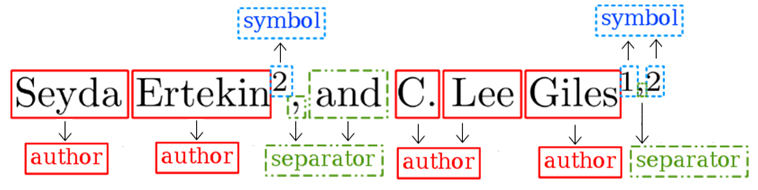 symbol symbol
Seyda Ertekin2, and C. Lee Giles1,2
author author separator author author separator